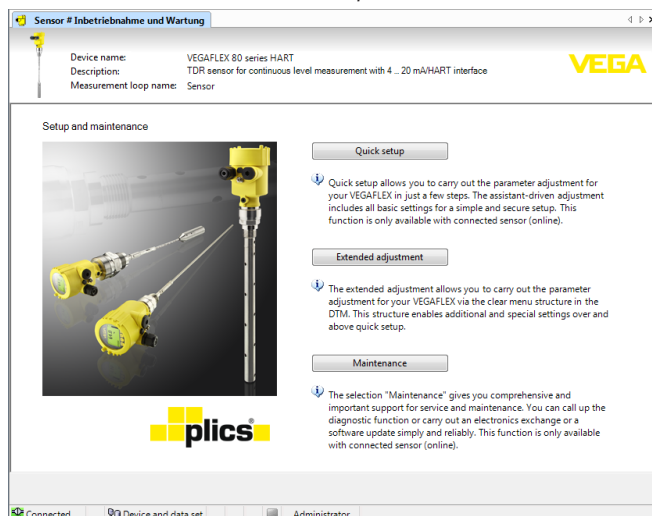 Sensor # Inbetriebnahme und Wartung
Device name: VEGAFLEX 80 series HART
Description: TDR sensor for continuous level measurement with 4 ... 20 mA/HART interface
Measurement loop name: Sensor
VEGA
Setup and maintenance
Quick setup
Quick setup allows you to carry out the parameter adjustment for
your VEGAFLEX in just a few steps. The assistant-driven adjustment
includes all basic settings for a simple and secure setup. This
function is only available with connected sensor (online).
Extended adjustment
The extended adjustment allows you to carry out the parameter
adjustment for your VEGAFLEX via the clear menu structure in the
DTM. This structure enables additional and special settings over and
above quick setup.
Maintenance
The selection "Maintenance" gives you comprehensive and
important support for service and maintenance. You can call up the
diagnostic function or carry out an electronics exchange or a
software update simply and reliably. This function is only available
with connected sensor (online).
plics®
Connected Device and data set Administrator